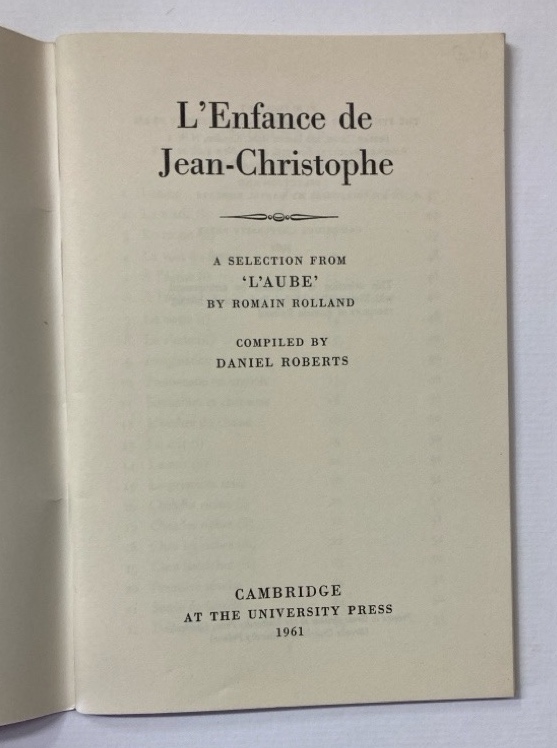 L'Enfance de
Jean-Christophe
A SELECTION FROM
‘L'AUBE’
BY ROMAIN ROLLAND
COMPILED BY
DANIEL ROBERTS
CAMBRIDGE
AT THE UNIVERSITY PRESS
1961